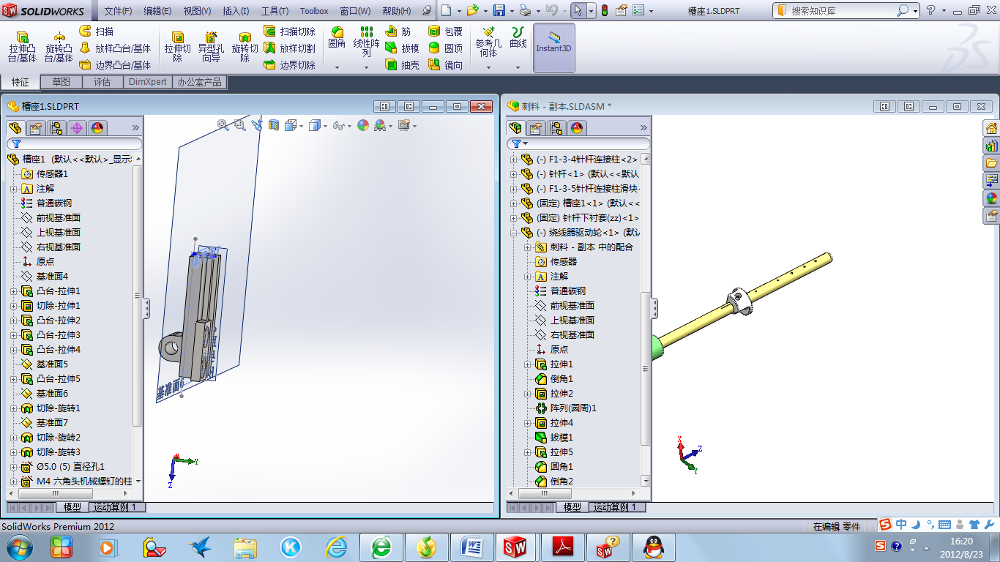 SOLIDWORKS 文件(F) 编辑(E) 视图(V) 插入(I) 工具(T) Toolbox 窗口(W) 帮助(H) 槽座1.SLDPRT 搜索知识库
拉伸凸台/基体 旋转凸台/基体 扫描 放样凸台/基体 边界凸台/基体 拉伸切除 异型孔向导 旋转切除 扫描切除 放样切割 边界切除 圆角 线性阵列 筋 拔模 抽壳 包覆 圆顶 镜向 参考几何体 曲线 Instant3D
特征 草图 评估 DimXpert 办公室产品
槽座1.SLDPRT
槽座1 (默认<<默认>_显示
传感器1
注解
普通碳钢
前视基准面
上视基准面
右视基准面
原点
基准面4
凸台-拉伸1
切除-拉伸1
凸台-拉伸2
凸台-拉伸3
凸台-拉伸4
基准面5
凸台-拉伸5
基准面6
切除-旋转1
基准面7
切除-旋转2
切除-旋转3
Ø5.0 (5) 直径孔1
M4 六角头机械螺钉的柱
模型 运动算例 1
基准面6
X
Y
Z
刺料 - 副本.SLDASM *
(-) F1-3-4针杆连接柱<2>
(-) 针杆<1> (默认<<默认
(-) F1-3-5针杆连接柱滑块
(固定) 槽座1<1> (默认<<
(固定) 针杆下衬套(zz)<1>
(-) 绕线器驱动轮<1> (默认
刺料 - 副本 中的配合
传感器
注解
普通碳钢
前视基准面
上视基准面
右视基准面
原点
拉伸1
倒角1
拉伸2
阵列(圆周)1
拉伸4
拔模1
拉伸5
圆角1
倒角2
模型 运动算例 1
X
Z
Y
SolidWorks Premium 2012 在编辑 零件 中
16:20
2012/8/23